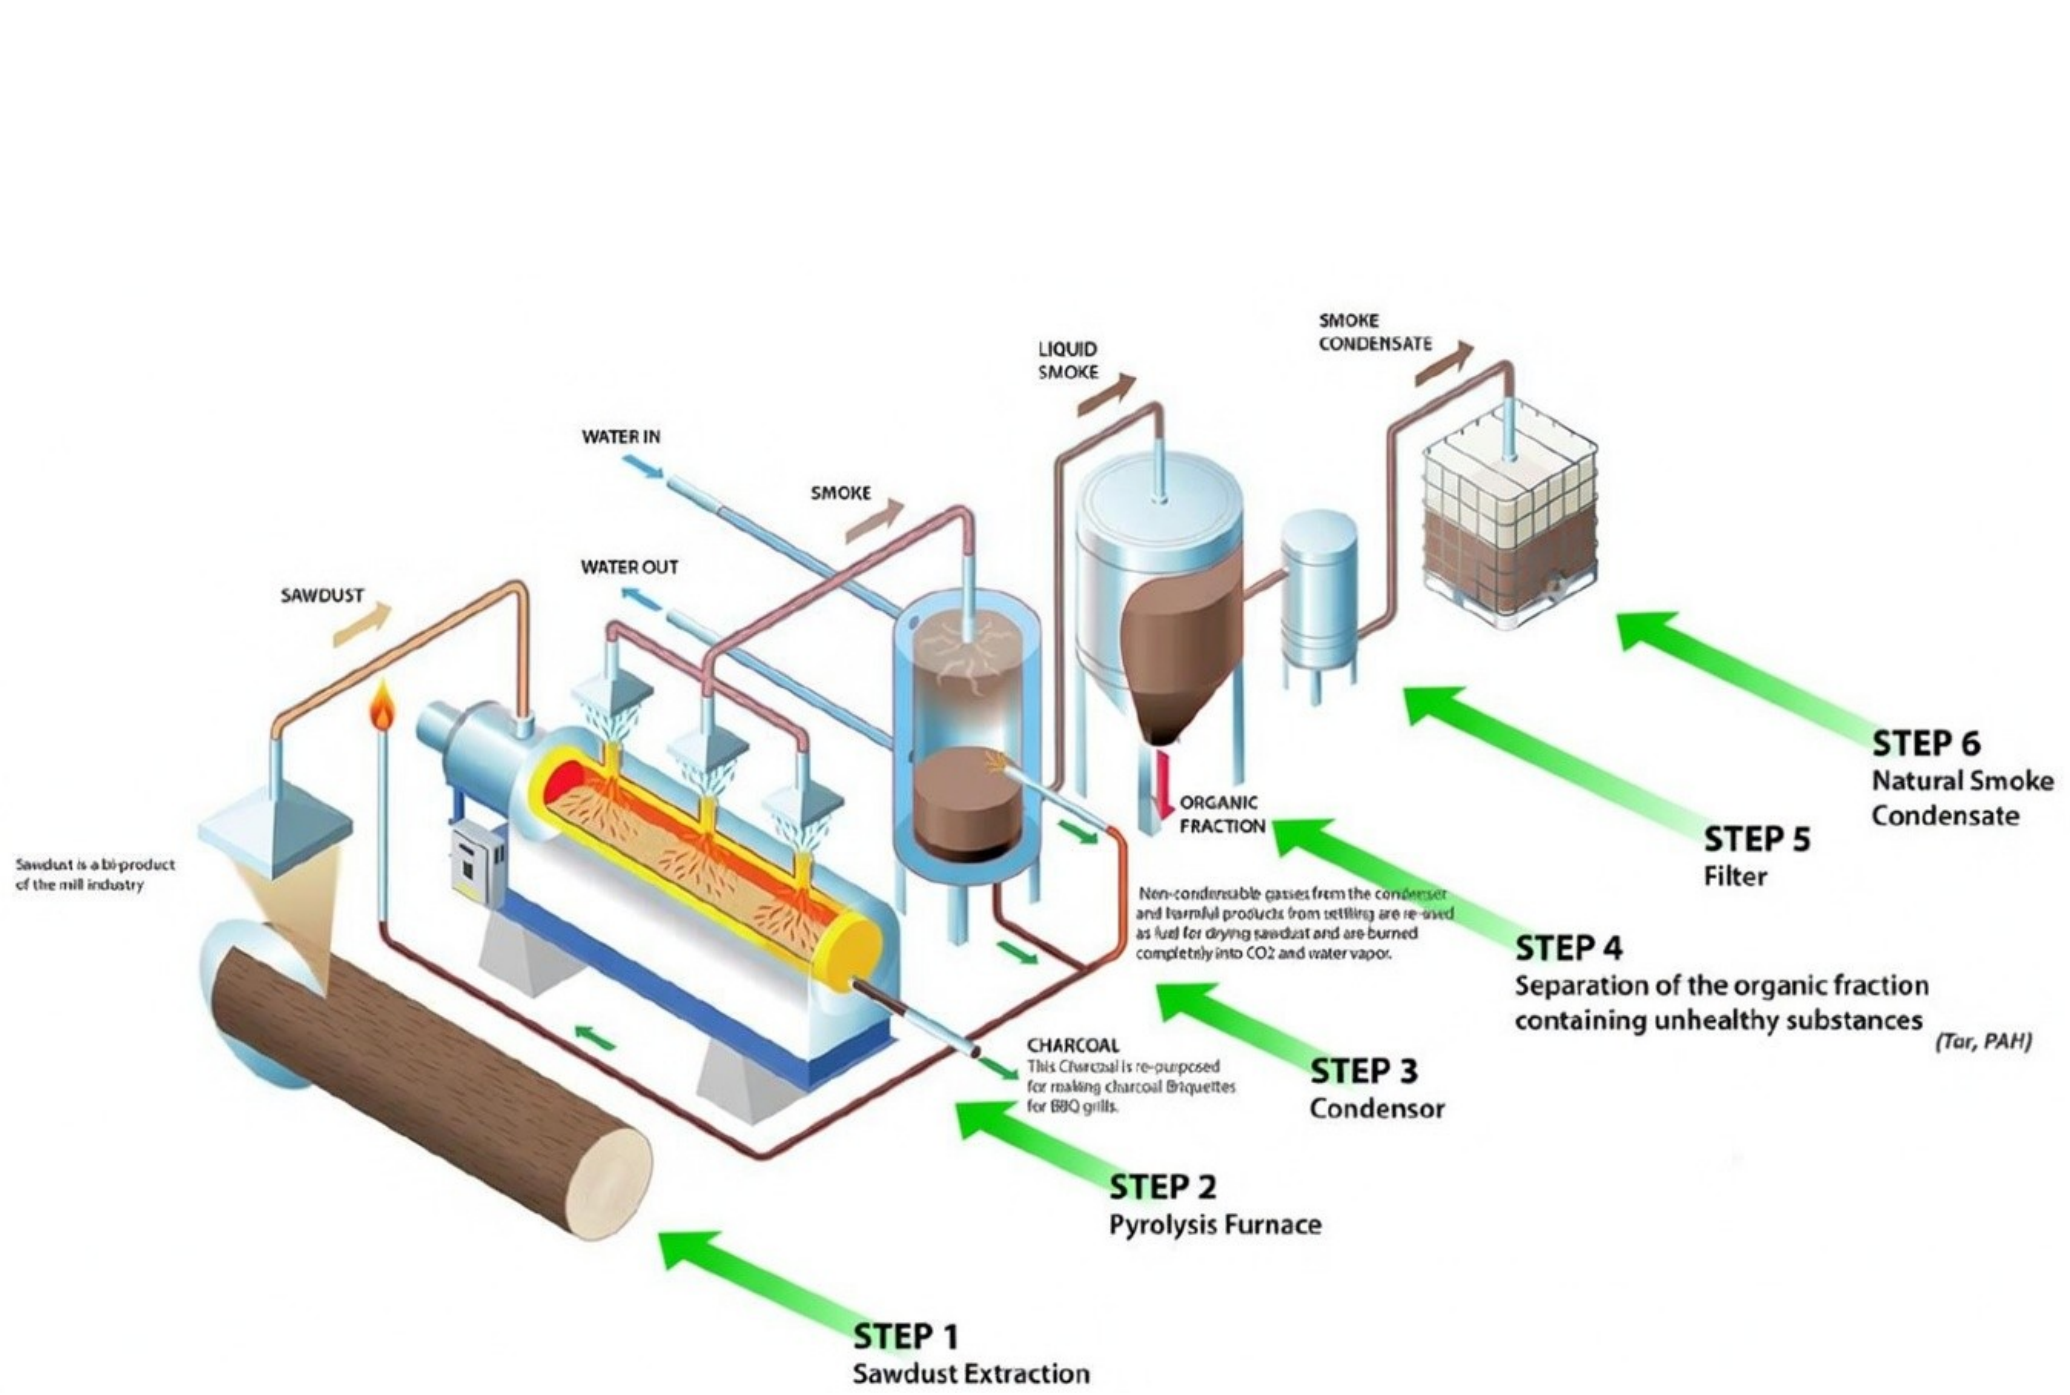 SMOKE
CONDENSATE
LIQUID
SMOKE
WATER IN
SMOKE
WATER OUT
SAWDUST
ORGANIC
FRACTION
Sawdust is a bi-product
of the mill industry
Non-condensable gasses from the condenser
and harmful products from settling are re-used
as fuel for drying sawdust and are burned
completely into CO2 and water vapor.
CHARCOAL
This Charcoal is re-purposed
for making charcoal Briquettes
for BBQ grills.
STEP 6
Natural Smoke
Condensate
STEP 5
Filter
STEP 4
Separation of the organic fraction
containing unhealthy substances
(Tar, PAH)
STEP 3
Condensor
STEP 2
Pyrolysis Furnace
STEP 1
Sawdust Extraction